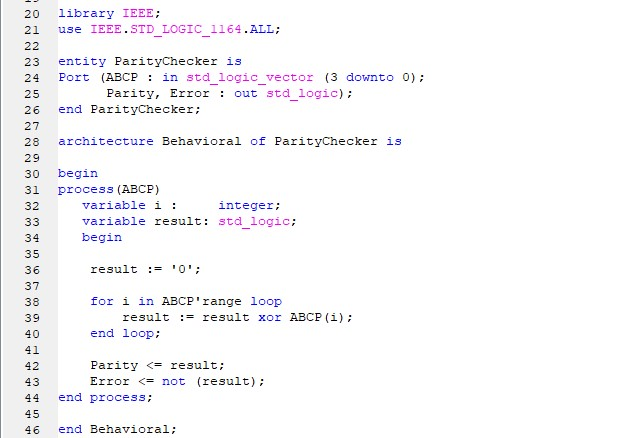 20 library IEEE;
21 use IEEE.STD_LOGIC_1164.ALL;
22
23 entity ParityChecker is
24 Port (ABCP : in std_logic_vector (3 downto 0);
25       Parity, Error : out std_logic);
26 end ParityChecker;
27
28 architecture Behavioral of ParityChecker is
29
30 begin
31 process(ABCP)
32    variable i :     integer;
33    variable result: std_logic;
34    begin
35
36     result := '0';
37
38     for i in ABCP'range loop
39         result := result xor ABCP(i);
40     end loop;
41
42     Parity <= result;
43     Error <= not (result);
44 end process;
45
46 end Behavioral;